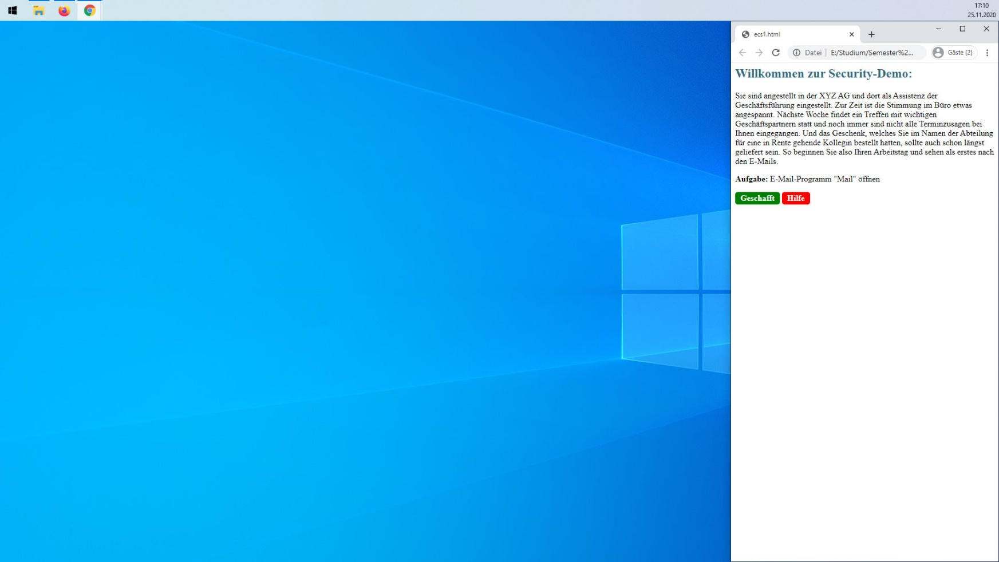 17:10
25.11.2020
ecs1.html
Datei | E:/Studium/Semester%2... Gäste (2)
Willkommen zur Security-Demo:
Sie sind angestellt in der XYZ AG und dort als Assistenz der
Geschäftsführung eingestellt. Zur Zeit ist die Stimmung im Büro etwas
angespannt. Nächste Woche findet ein Treffen mit wichtigen
Geschäftspartnern statt und noch immer sind nicht alle Terminzusagen bei
Ihnen eingegangen. Und das Geschenk, welches Sie im Namen der Abteilung
für eine in Rente gehende Kollegin bestellt hatten, sollte auch schon längst
geliefert sein. So beginnen Sie also Ihren Arbeitstag und sehen als erstes nach
den E-Mails.
Aufgabe: E-Mail-Programm "Mail" öffnen
Geschafft Hilfe